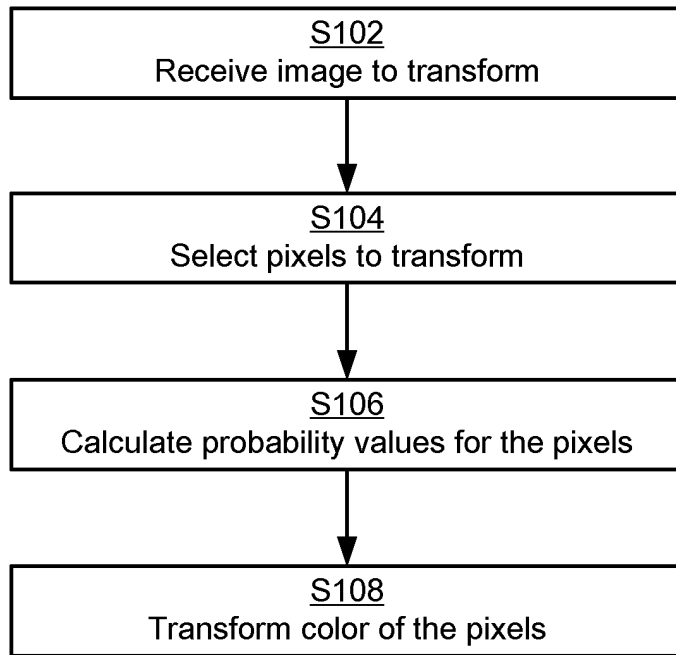 S102
Receive image to transform
S104
Select pixels to transform
S106
Calculate probability values for the pixels
S108
Transform color of the pixels